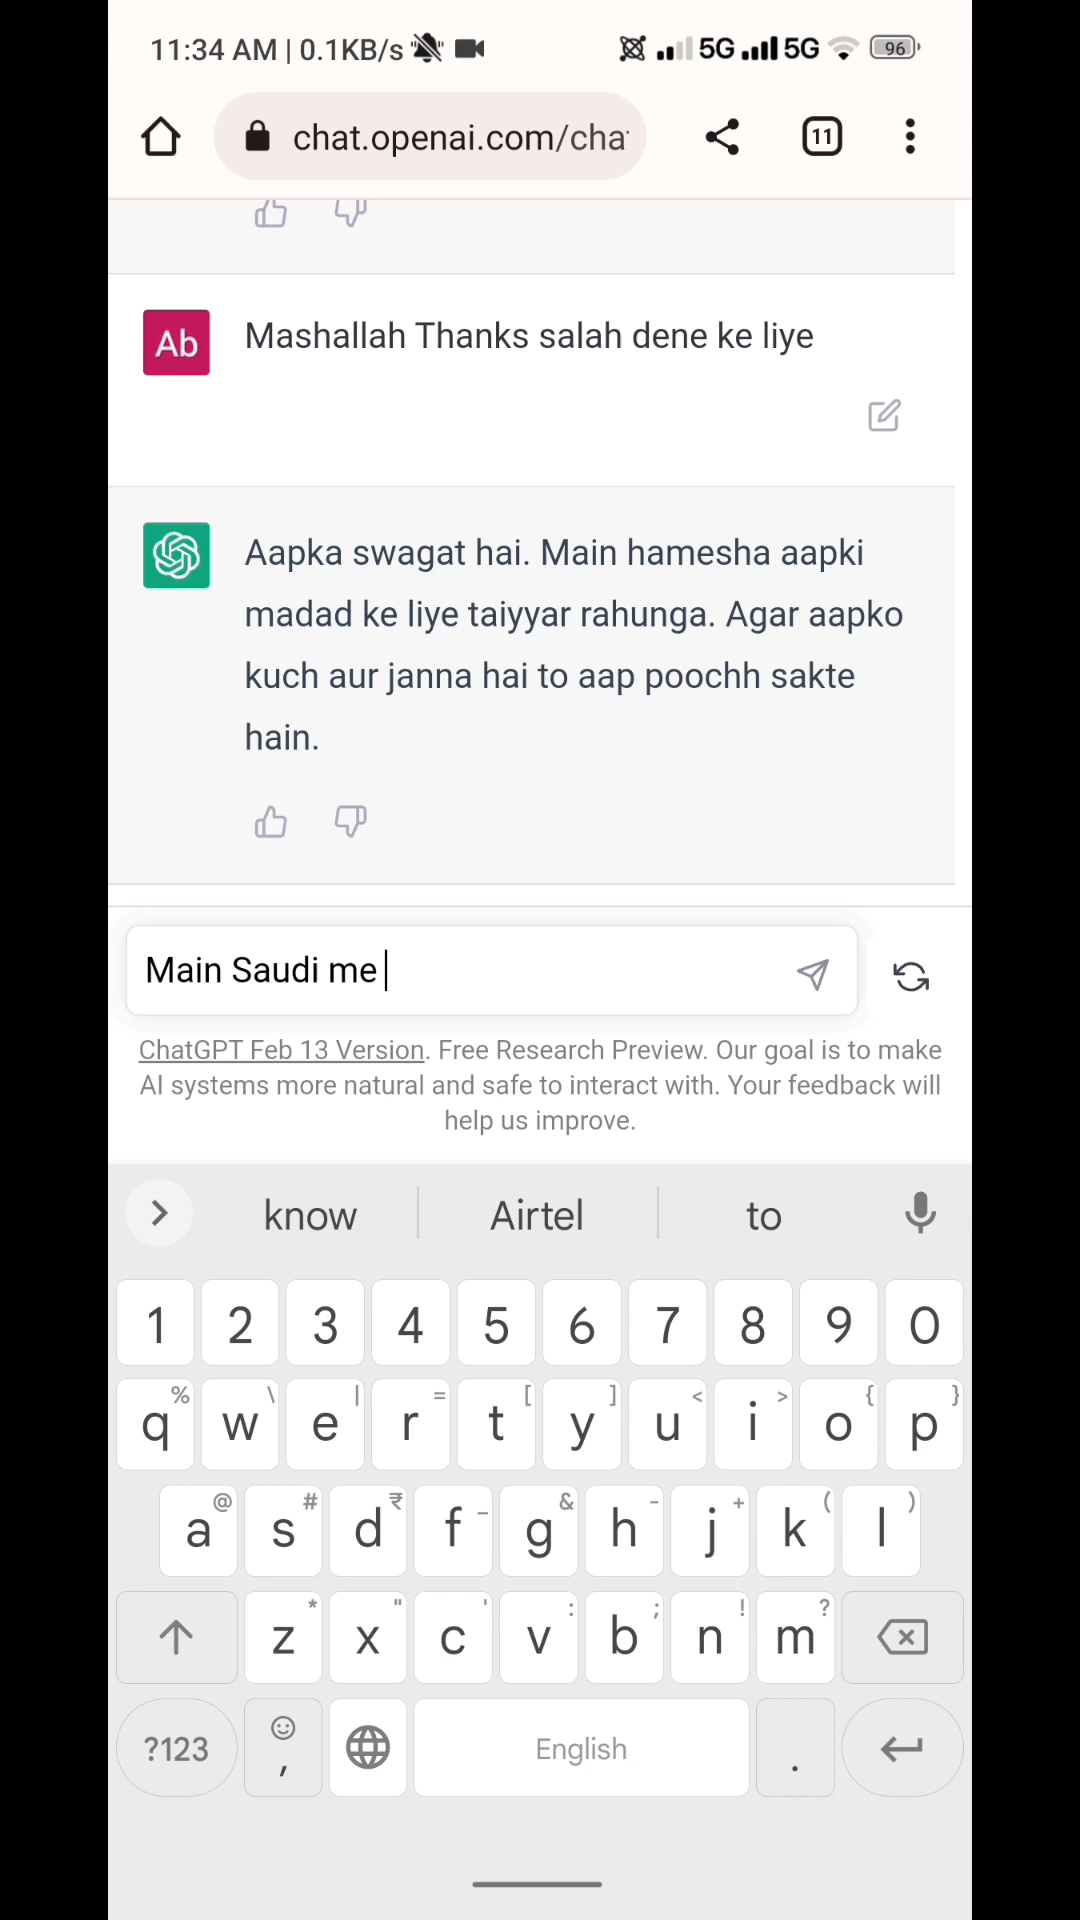 11:34 AM | 0.1KB/s 5G 5G 96
chat.openai.com/cha
11
Ab Mashallah Thanks salah dene ke liye
Aapka swagat hai. Main hamesha aapki
madad ke liye taiyyar rahunga. Agar aapko
kuch aur janna hai to aap poochh sakte
hain.
Main Saudi me
ChatGPT Feb 13 Version. Free Research Preview. Our goal is to make
AI systems more natural and safe to interact with. Your feedback will
help us improve.
know Airtel to
1 2 3 4 5 6 7 8 9 0
% \ | = [ ] < > { }
q w e r t y u i o p
@ # ₹ _ & - + ( )
a s d f g h j k l
* " ' : ; ! ?
z x c v b n m
?123 , English .